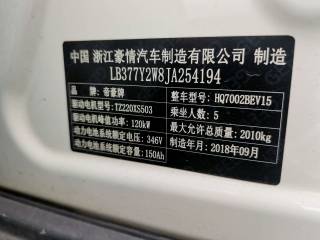 中国 浙江豪情汽车制造有限公司 制造
LB377Y2W8JA254194
品牌：帝豪牌 整车型号：HQ7002BEV15
驱动电机型号：TZ220XS503 乘坐人数：5
驱动电机峰值功率：120kW 最大允许总质量：2010kg
动力电池系统额定电压：346V 制造年月：2018年09月
动力电池系统额定容量：150Ah